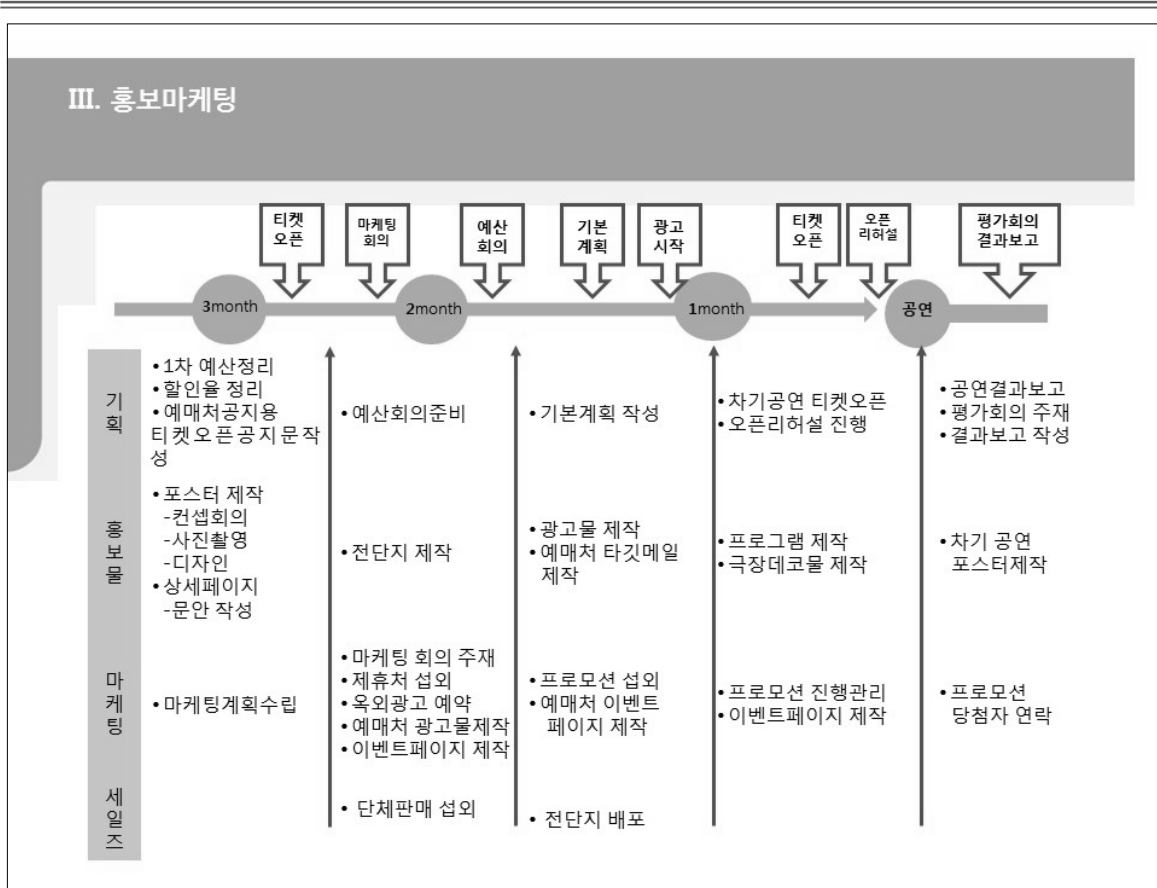 III. 홍보마케팅
티켓
오픈
마케팅
회의
예산
회의
기본
계획
광고
시작
티켓
오픈
오픈
리허설
평가회의
결과보고
3month
2month
1month
공연
기
획
• 1차 예산정리
• 할인율 정리
• 예매처공지용
티켓오픈공지문작
성
• 예산회의준비
• 기본계획 작성
• 차기공연 티켓오픈
• 오픈리허설 진행
• 공연결과보고
• 평가회의 주재
• 결과보고 작성
홍
보
물
• 포스터 제작
-컨셉회의
-사진촬영
-디자인
• 상세페이지
-문안 작성
• 전단지 제작
• 광고물 제작
• 예매처 타깃메일
제작
• 프로그램 제작
• 극장데코물 제작
• 차기 공연
포스터제작
마
케
팅
• 마케팅계획수립
• 마케팅 회의 주재
• 제휴처 섭외
• 옥외광고 예약
• 예매처 광고물제작
• 이벤트페이지 제작
• 프로모션 섭외
• 예매처 이벤트
페이지 제작
• 프로모션 진행관리
• 이벤트페이지 제작
• 프로모션
당첨자 연락
세
일
즈
• 단체판매 섭외
• 전단지 배포